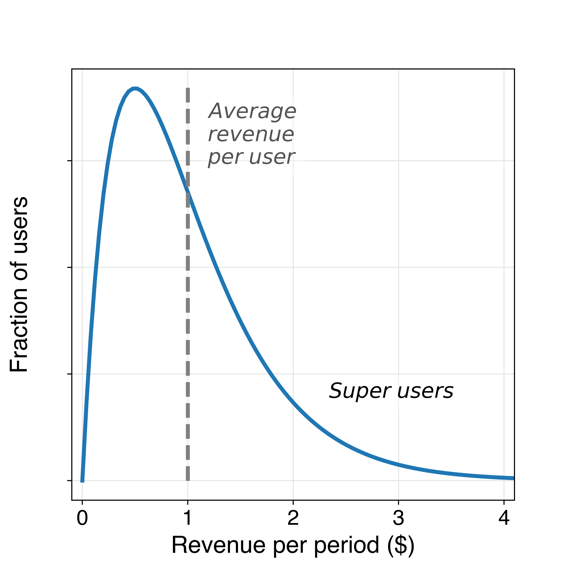 Average
revenue
per user
Super users
Fraction of users
0 1 2 3 4
Revenue per period ($)